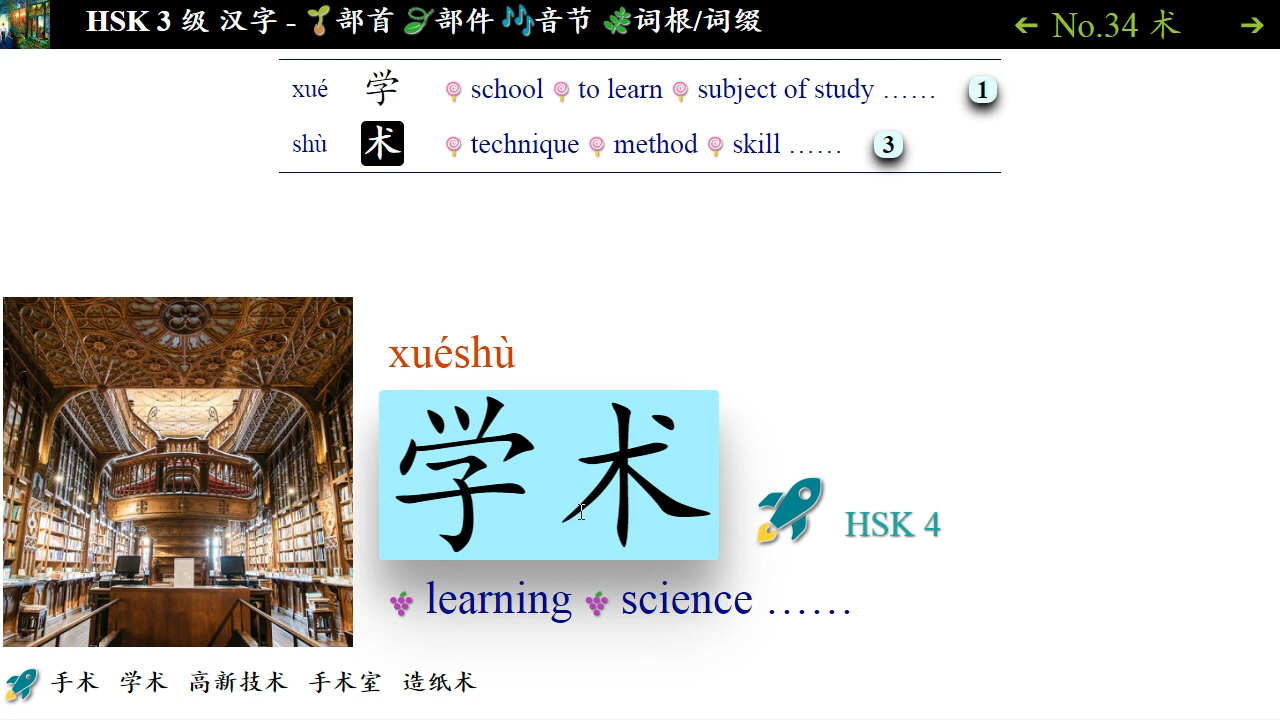 HSK 3 级 汉字 - 部首 部件 音节 词根/词缀
← No.34 术 →
xué 学 school to learn subject of study …… 1
shù 术 technique method skill …… 3
xuéshù
学术
HSK 4
learning science ……
手术 学术 高新技术 手术室 造纸术